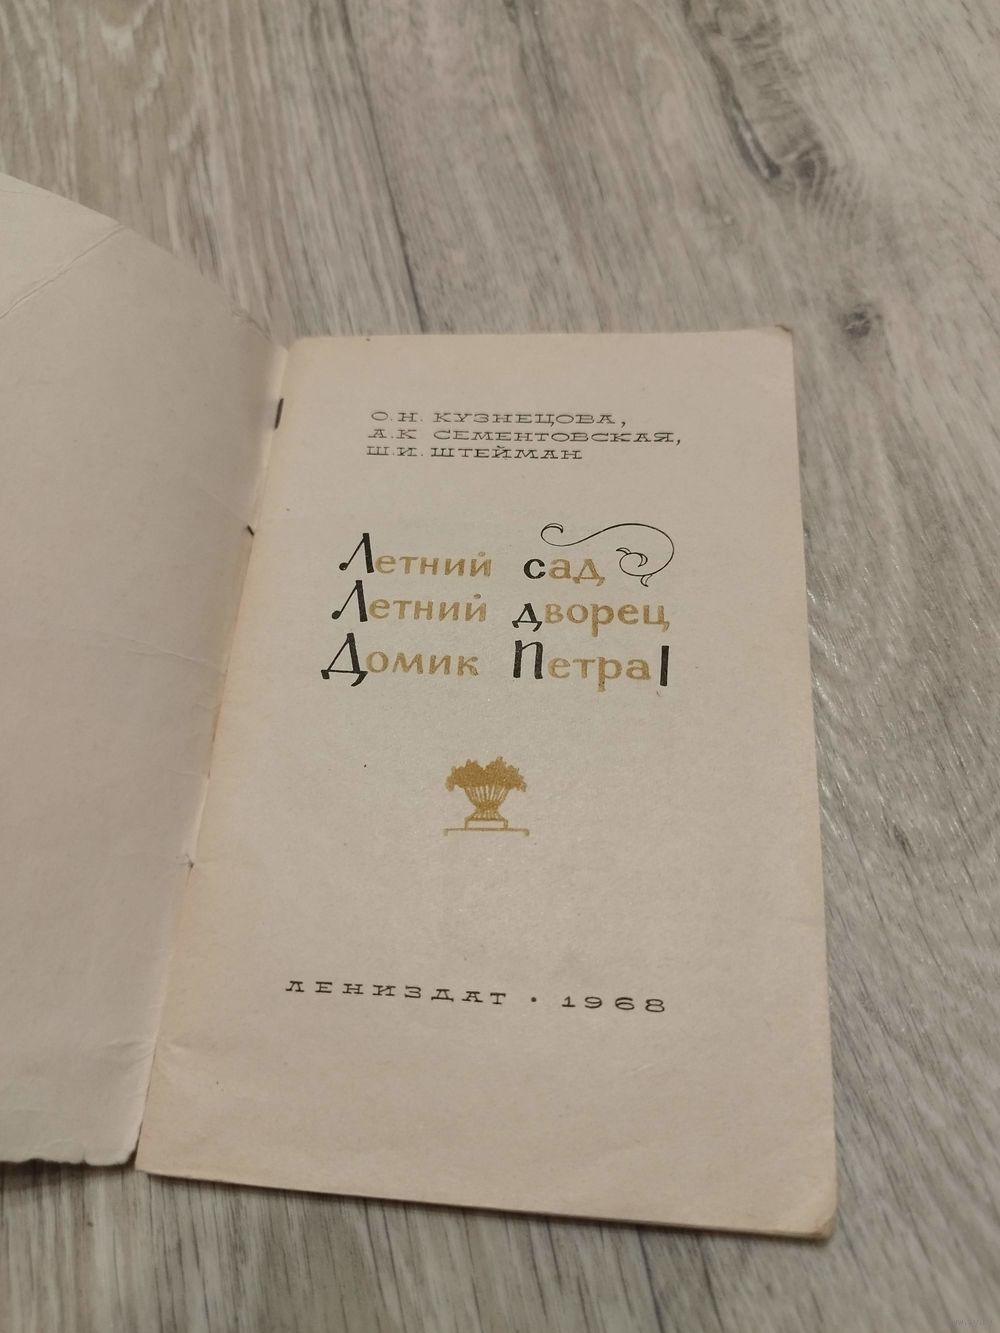 О. Н. КУЗНЕЦОВА,
А. К СЕМЕНТОВСКАЯ,
Ш. И. ШТЕЙМАН
Летний сад
Летний дворец
Домик Петра I
ЛЕНИЗДАТ · 1968